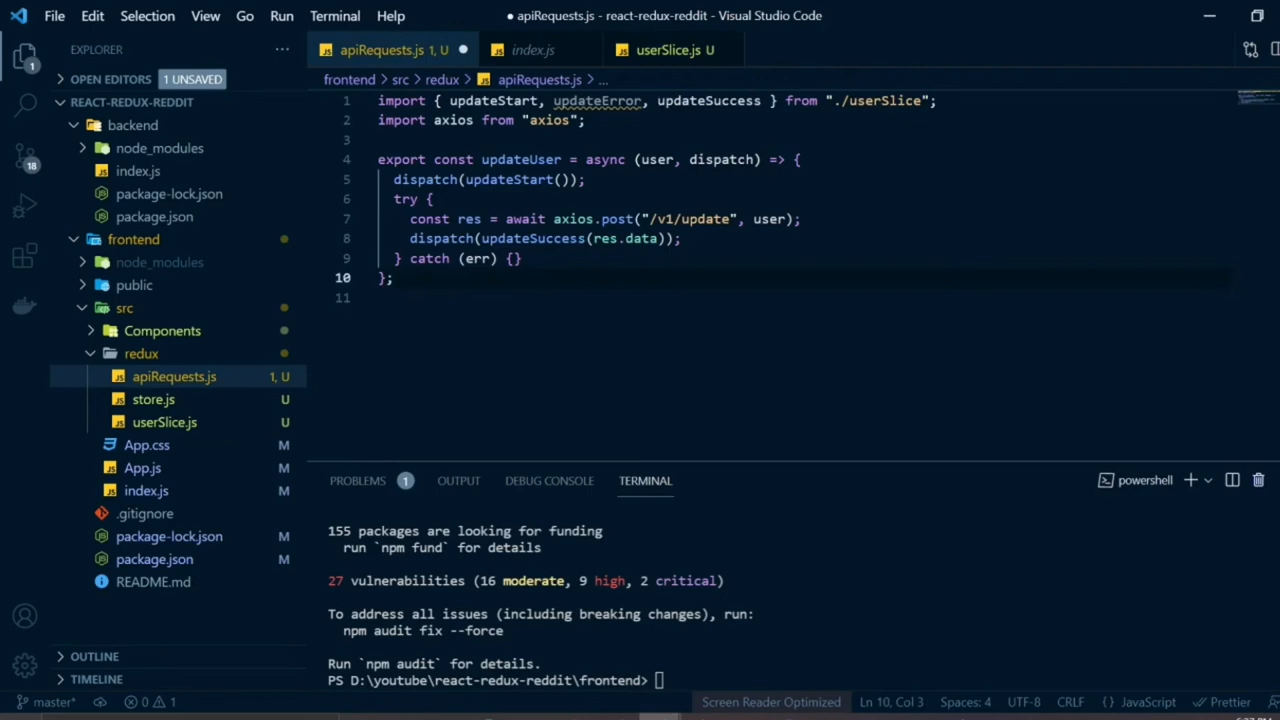 File Edit Selection View Go Run Terminal Help
● apiRequests.js - react-redux-reddit - Visual Studio Code
EXPLORER ...
apiRequests.js 1, U ●
index.js
userSlice.js U
1
OPEN EDITORS 1 UNSAVED
frontend > src > redux > apiRequests.js > ...
REACT-REDUX-REDDIT
backend
node_modules
index.js
package-lock.json
package.json
frontend
node_modules
public
src
Components
redux
apiRequests.js 1, U
store.js U
userSlice.js U
App.css M
App.js M
index.js M
.gitignore
package-lock.json M
package.json M
README.md
OUTLINE
TIMELINE
18
1 import { updateStart, updateError, updateSuccess } from "./userSlice";
2 import axios from "axios";
3
4 export const updateUser = async (user, dispatch) => {
5 dispatch(updateStart());
6 try {
7 const res = await axios.post("/v1/update", user);
8 dispatch(updateSuccess(res.data));
9 } catch (err) {}
10 };
11
PROBLEMS 1 OUTPUT DEBUG CONSOLE TERMINAL
powershell
155 packages are looking for funding
run `npm fund` for details
27 vulnerabilities (16 moderate, 9 high, 2 critical)
To address all issues (including breaking changes), run:
npm audit fix --force
Run `npm audit` for details.
PS D:\youtube\react-redux-reddit\frontend>
master* 0 1
Screen Reader Optimized Ln 10, Col 3 Spaces: 4 UTF-8 CRLF {} JavaScript Prettier